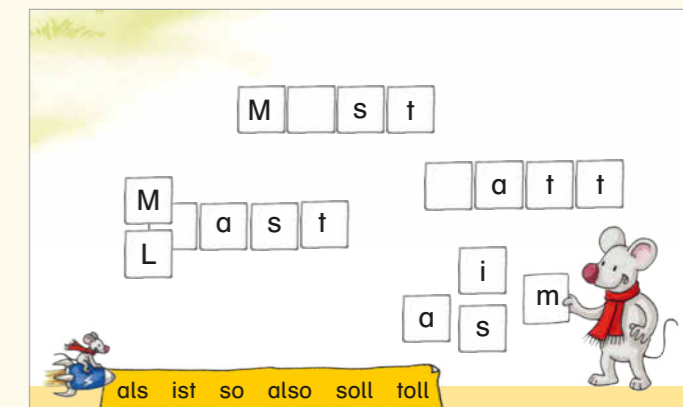 M s t
a t t
M
L
a s t
i
a s m
als ist so also soll toll